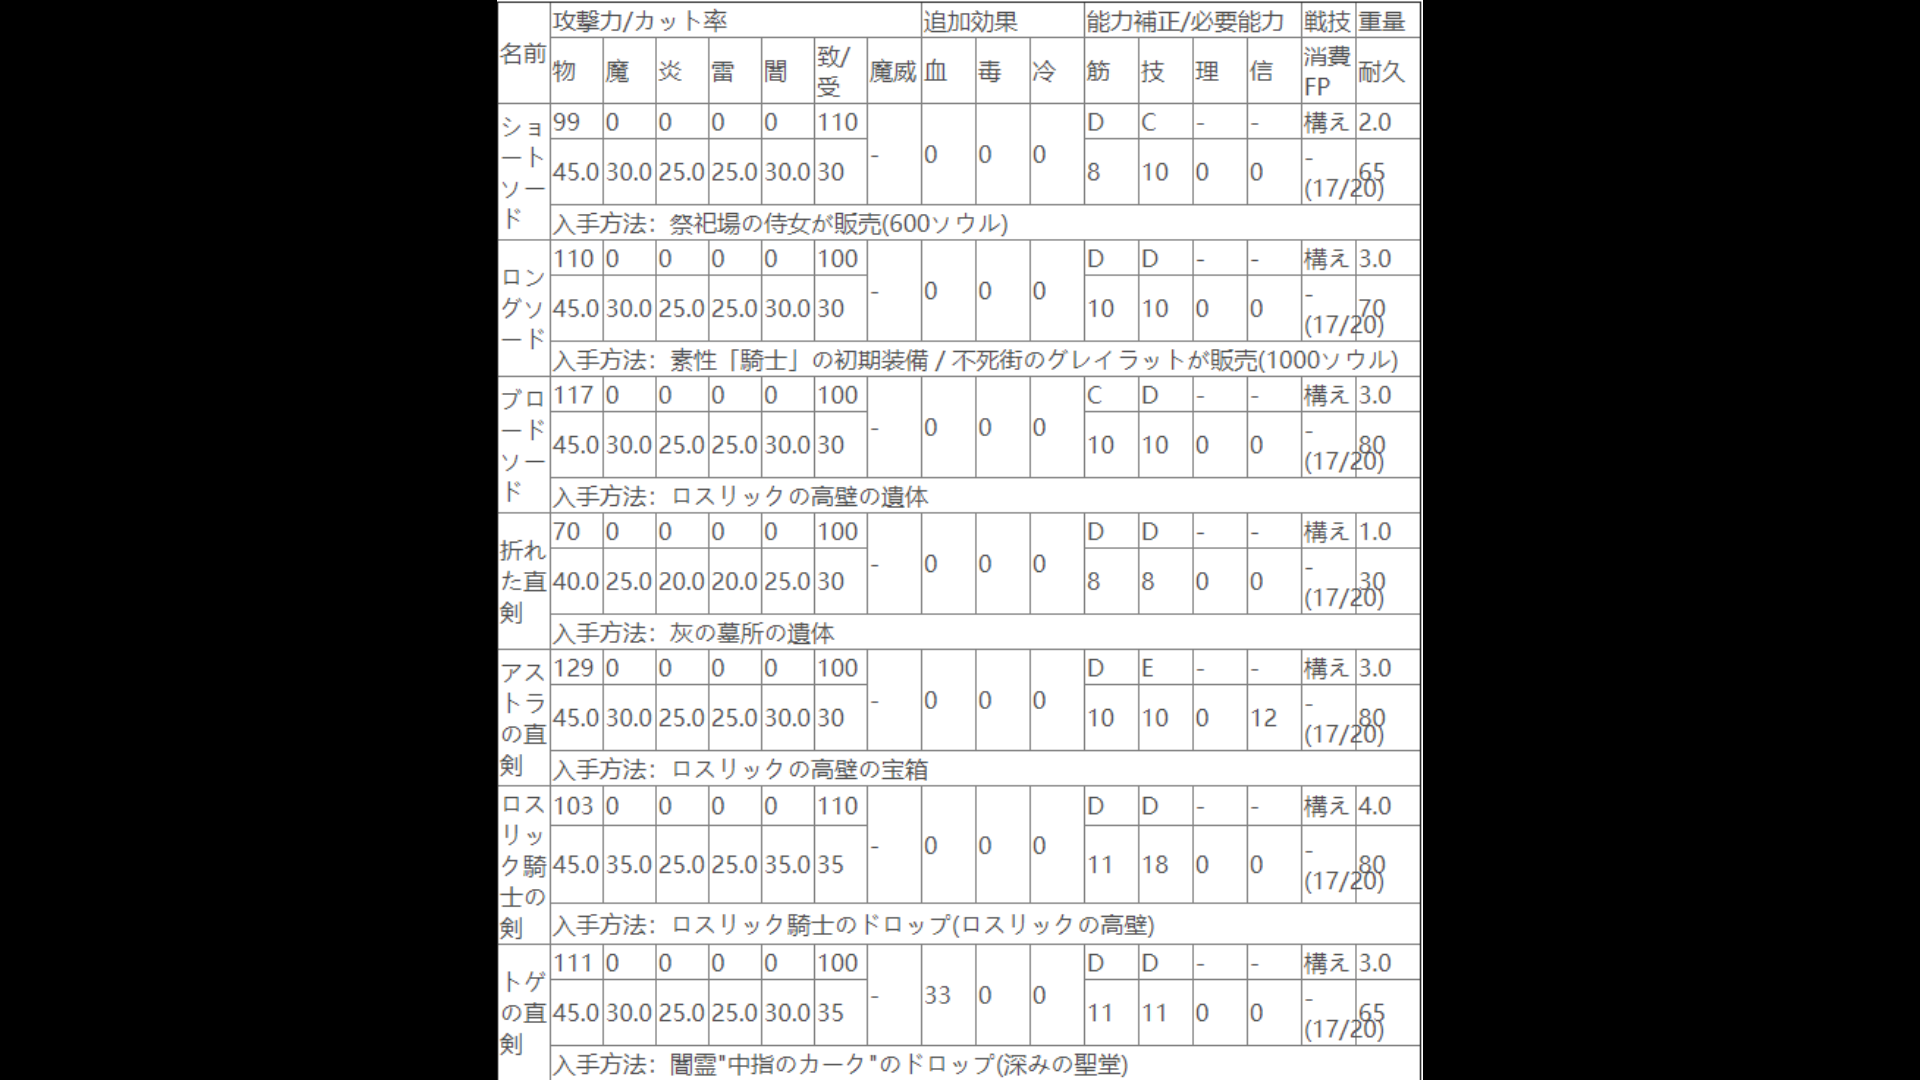 名前 攻撃力/カット率 追加効果 能力補正/必要能力 戦技 重量
物 魔 炎 雷 闇 致/受 魔威 血 毒 冷 筋 技 理 信 消費FP 耐久
ショートソード 99 0 0 0 0 110 - 0 0 0 D C - - 構え 2.0
45.0 30.0 25.0 25.0 30.0 30 8 10 0 0 -(17/20) 65
入手方法：祭祀場の侍女が販売(600ソウル)
ロングソード 110 0 0 0 0 100 - 0 0 0 D D - - 構え 3.0
45.0 30.0 25.0 25.0 30.0 30 10 10 0 0 -(17/20) 70
入手方法：素性「騎士」の初期装備 / 不死街のグレイラットが販売(1000ソウル)
ブロードソード 117 0 0 0 0 100 - 0 0 0 C D - - 構え 3.0
45.0 30.0 25.0 25.0 30.0 30 10 10 0 0 -(17/20) 80
入手方法：ロスリックの高壁の遺体
折れた直剣 70 0 0 0 0 100 - 0 0 0 D D - - 構え 1.0
40.0 25.0 20.0 20.0 25.0 30 8 8 0 0 -(17/20) 30
入手方法：灰の墓所の遺体
アストラの直剣 129 0 0 0 0 100 - 0 0 0 D E - - 構え 3.0
45.0 30.0 25.0 25.0 30.0 30 10 10 0 12 -(17/20) 80
入手方法：ロスリックの高壁の宝箱
ロスリック騎士の剣 103 0 0 0 0 110 - 0 0 0 D D - - 構え 4.0
45.0 35.0 25.0 25.0 35.0 35 11 18 0 0 -(17/20) 80
入手方法：ロスリック騎士のドロップ(ロスリックの高壁)
トゲの直剣 111 0 0 0 0 100 - 33 0 0 D D - - 構え 3.0
45.0 30.0 25.0 25.0 30.0 35 11 11 0 0 -(17/20) 65
入手方法：闇霊"中指のカーク"のドロップ(深みの聖堂)